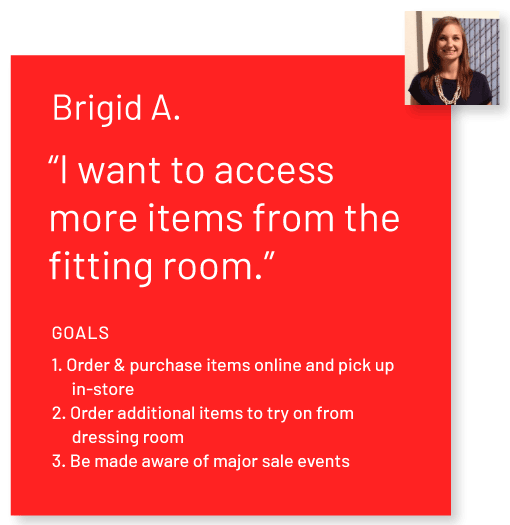 Brigid A.
“I want to access
more items from the
fitting room.”
GOALS
1. Order & purchase items online and pick up
in-store
2. Order additional items to try on from
dressing room
3. Be made aware of major sale events